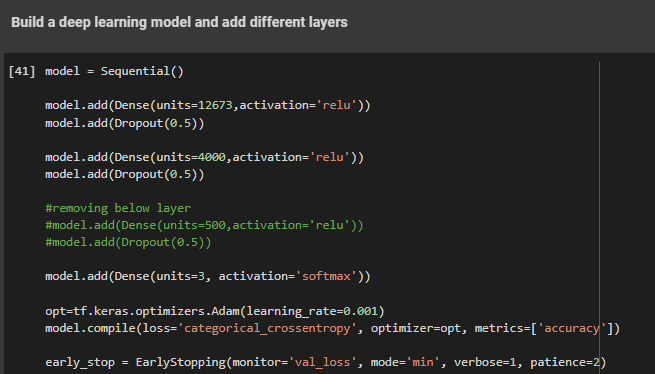 Build a deep learning model and add different layers
[41] model = Sequential()
model.add(Dense(units=12673,activation='relu'))
model.add(Dropout(0.5))
model.add(Dense(units=4000,activation='relu'))
model.add(Dropout(0.5))
#removing below layer
#model.add(Dense(units=500,activation='relu'))
#model.add(Dropout(0.5))
model.add(Dense(units=3, activation='softmax'))
opt=tf.keras.optimizers.Adam(learning_rate=0.001)
model.compile(loss='categorical_crossentropy', optimizer=opt, metrics=['accuracy'])
early_stop = EarlyStopping(monitor='val_loss', mode='min', verbose=1, patience=2)